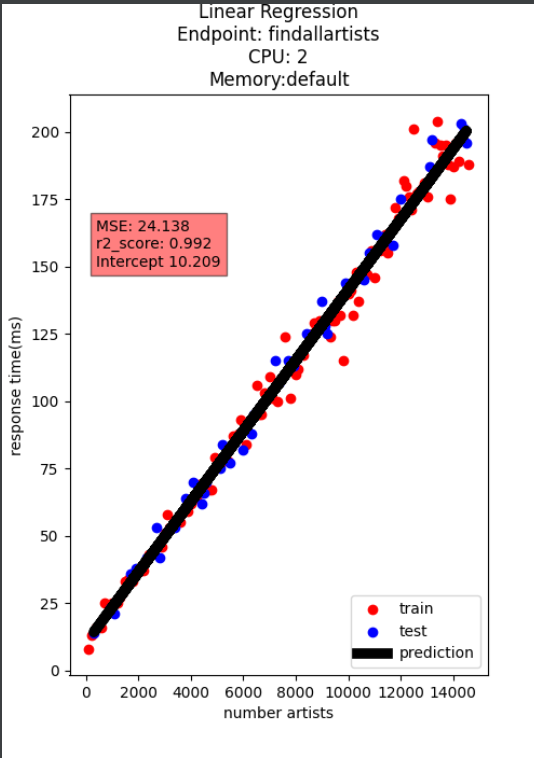 Linear Regression
Endpoint: findallartists
CPU: 2
Memory:default
200
175
150
125
100
75
50
25
0
response time(ms)
MSE: 24.138
r2_score: 0.992
Intercept 10.209
train
test
prediction
0 2000 4000 6000 8000 10000 12000 14000
number artists